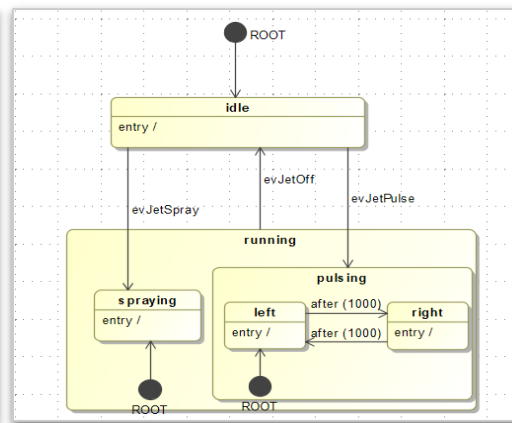 ROOT
idle
entry /
evJetOff
evJetPulse
evJetSpray
running
pulsing
spraying
entry /
left
entry /
after (1000)
after (1000)
right
entry /
ROOT
ROOT